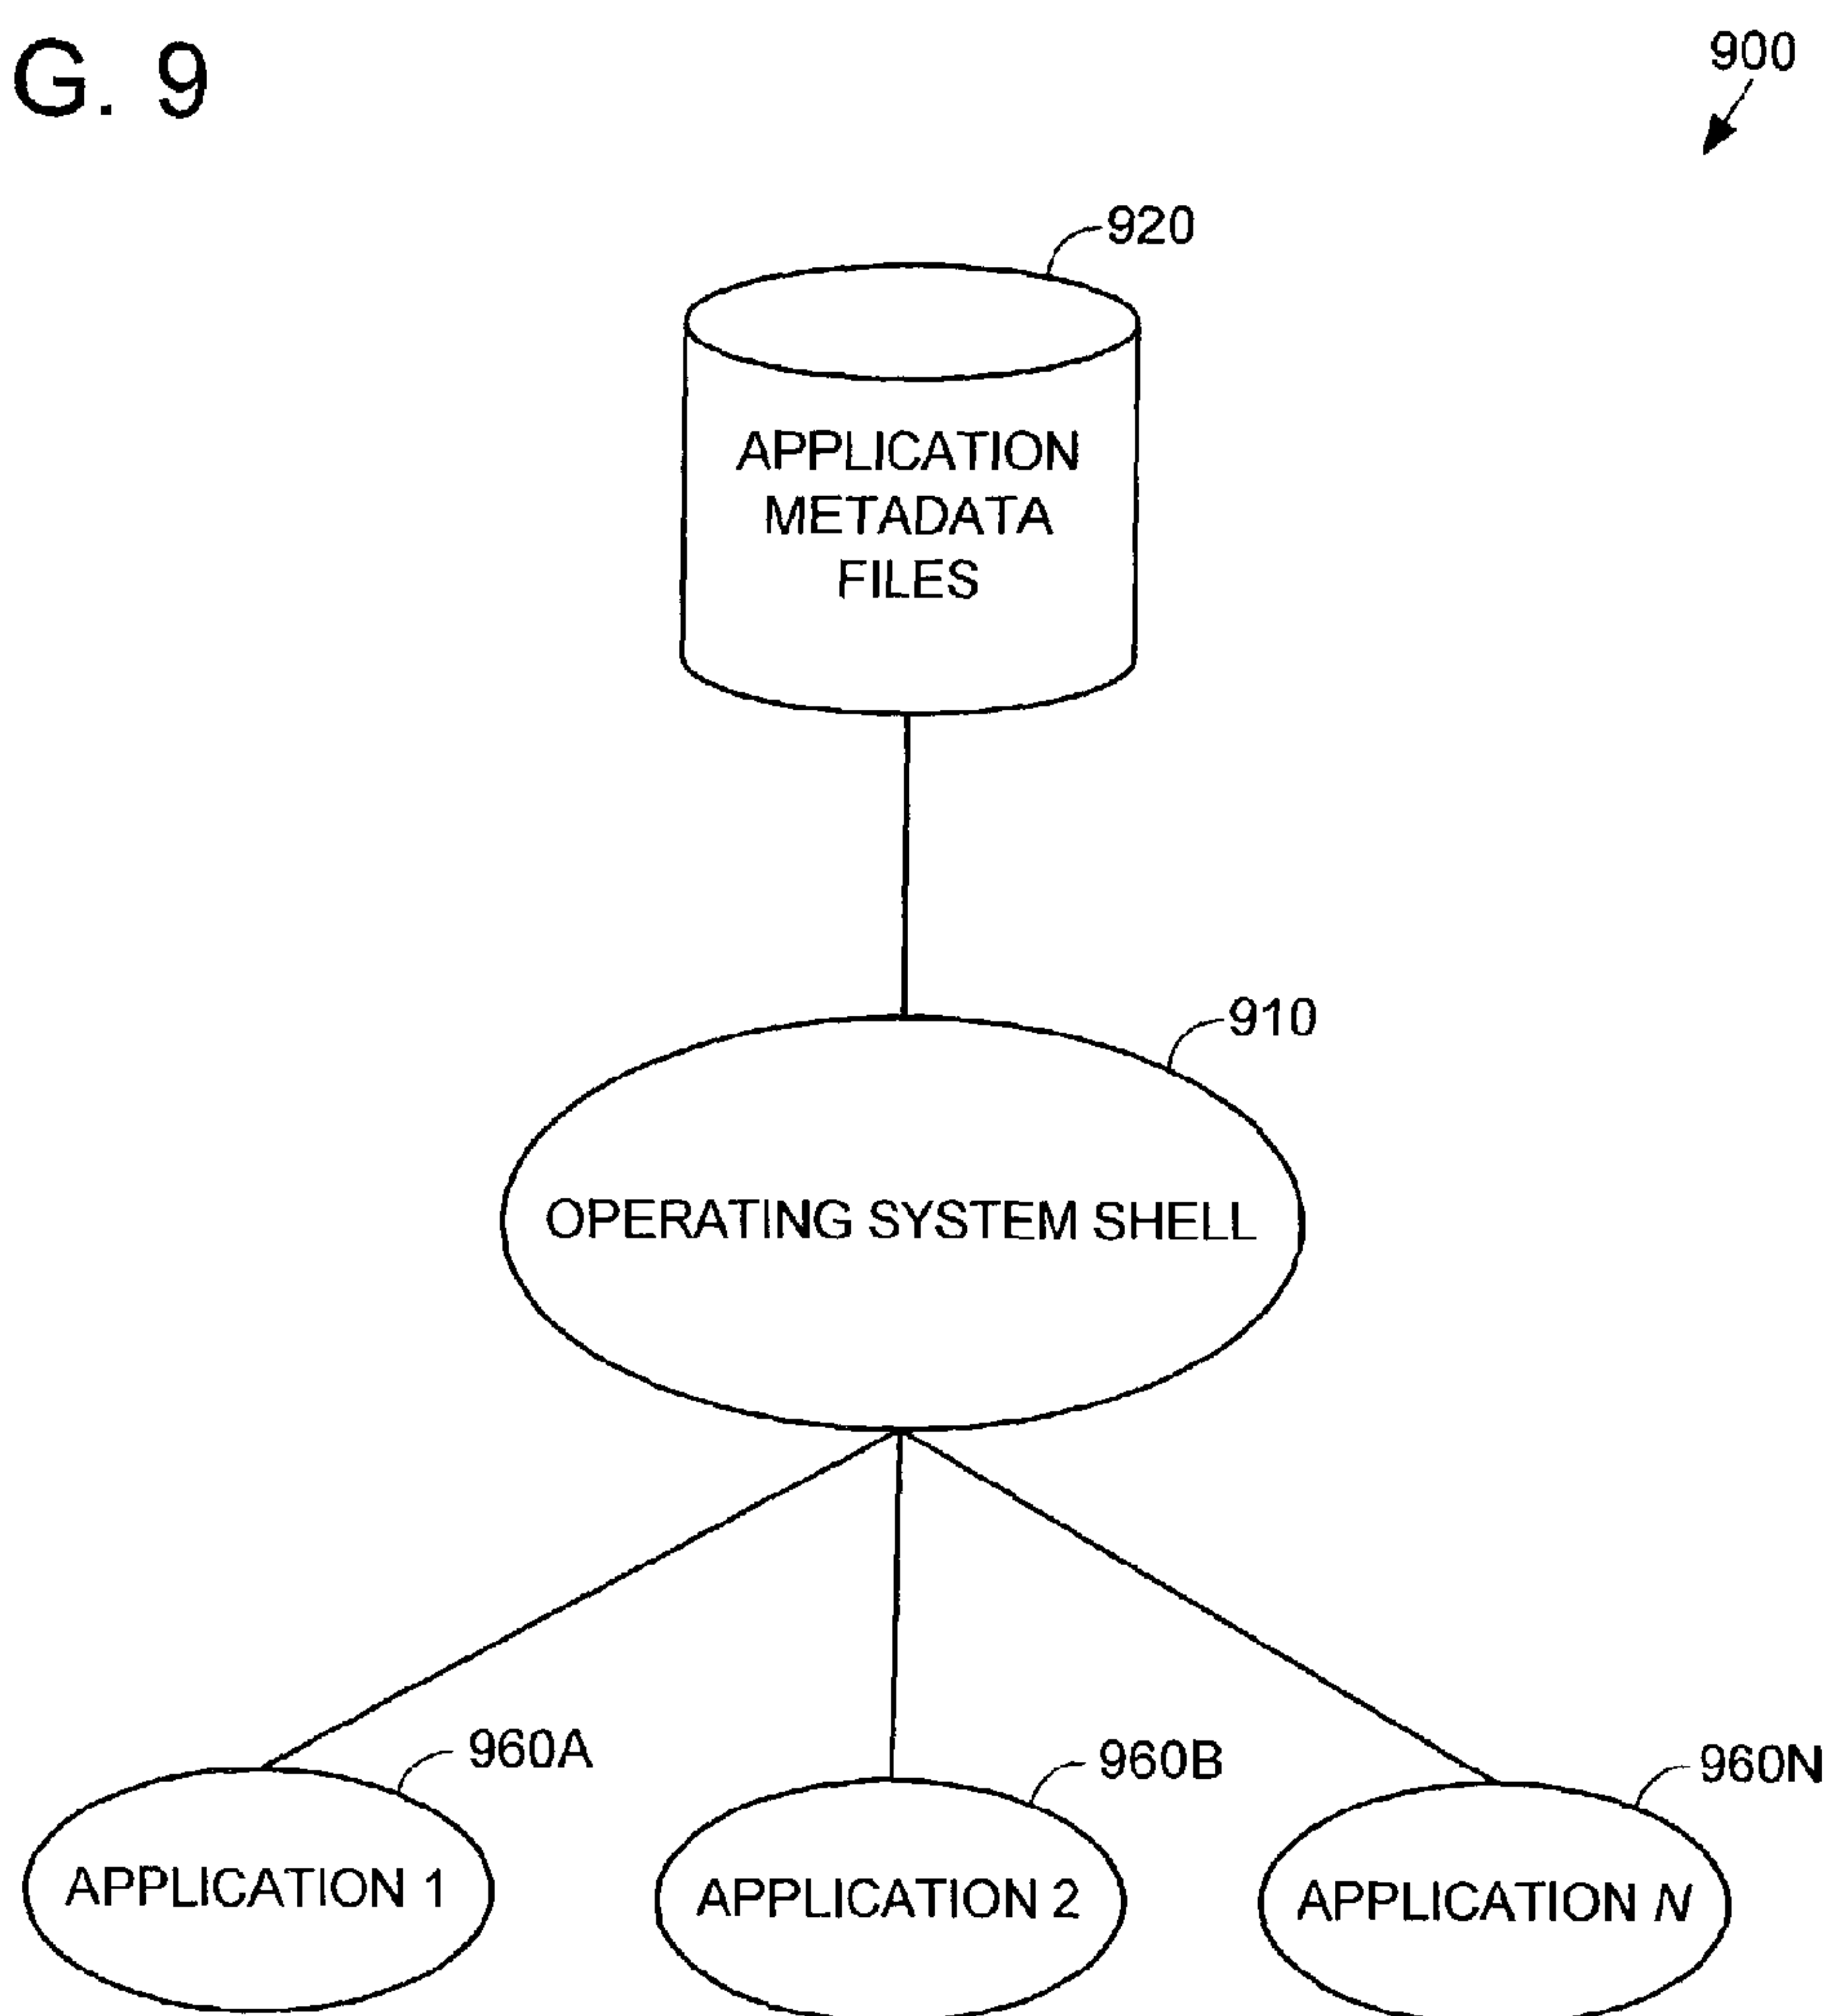 G. 9
900
920
APPLICATION
METADATA
FILES
910
OPERATING SYSTEM SHELL
960A
960B
960N
APPLICATION 1
APPLICATION 2
APPLICATION N